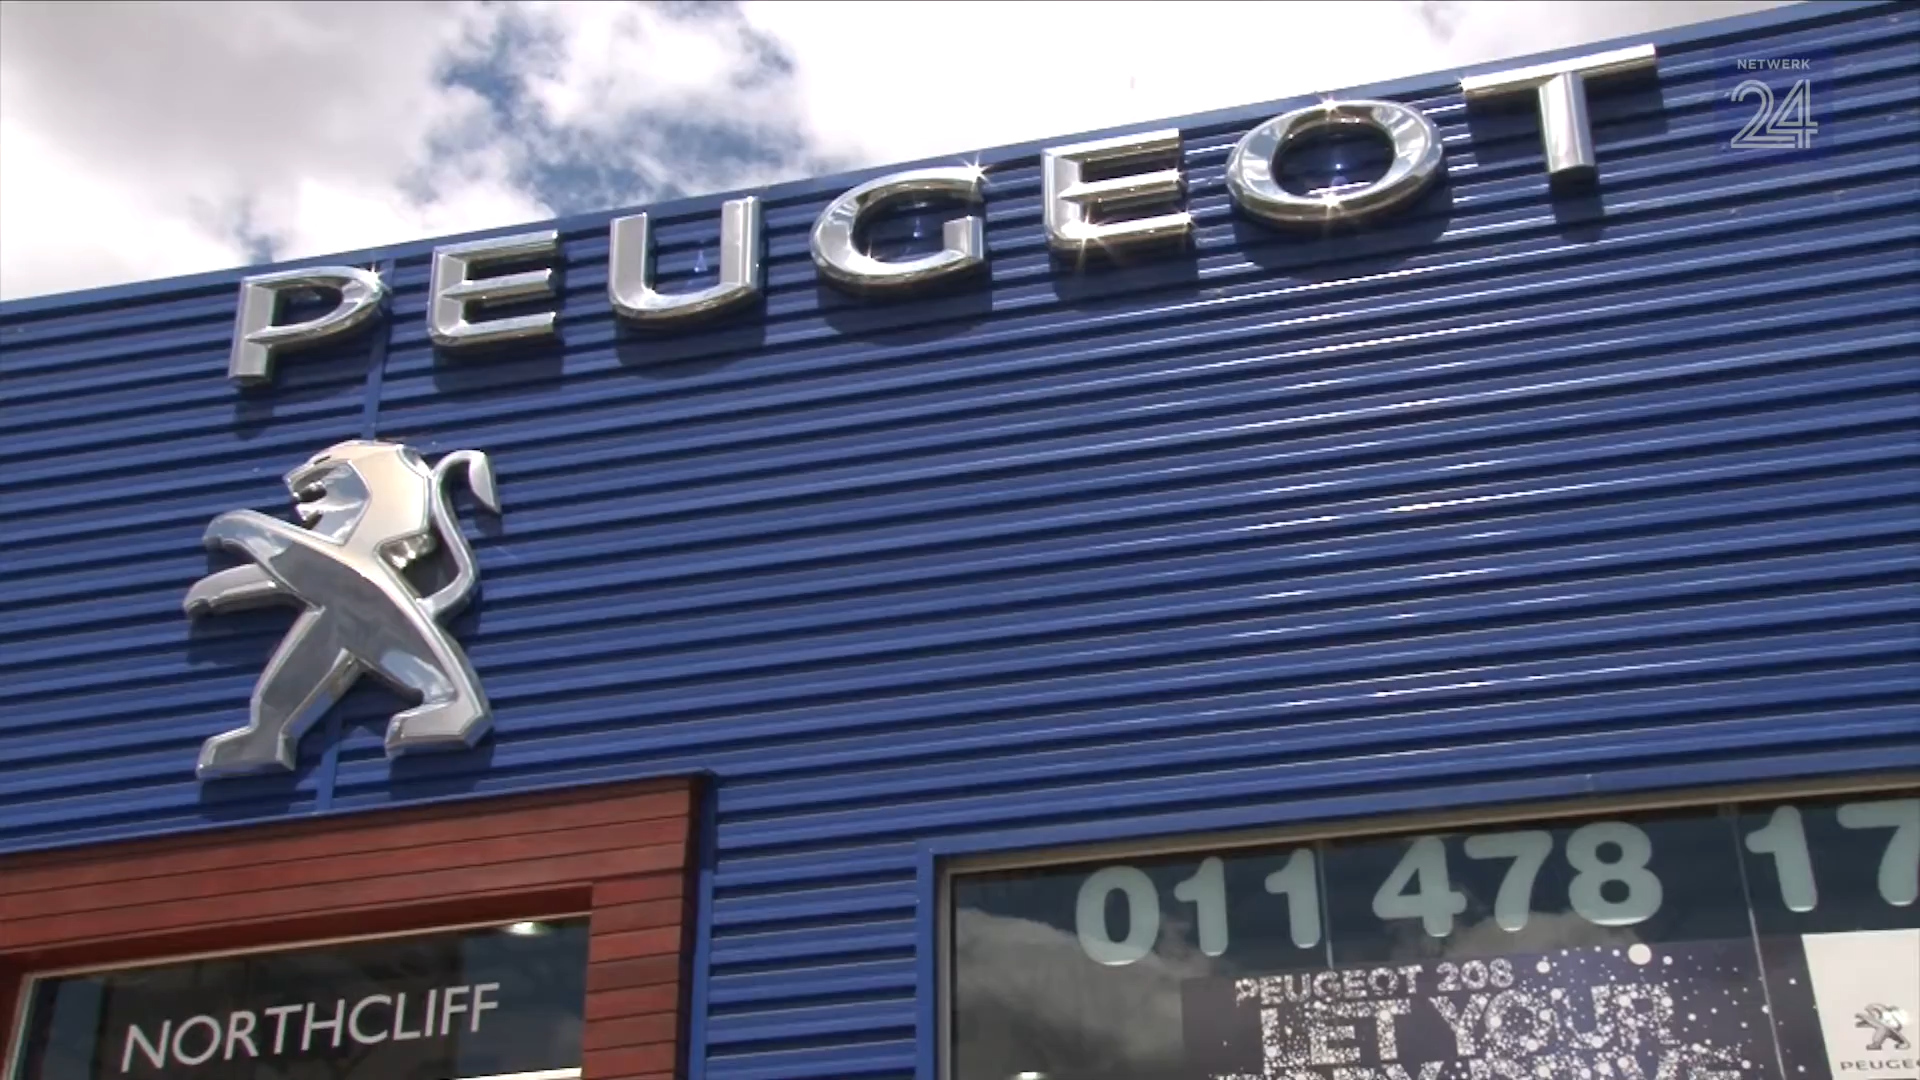 NETWERK
24
PEUGEOT
011 478 17
PEUGEOT 208
LET YOUR
NORTHCLIFF